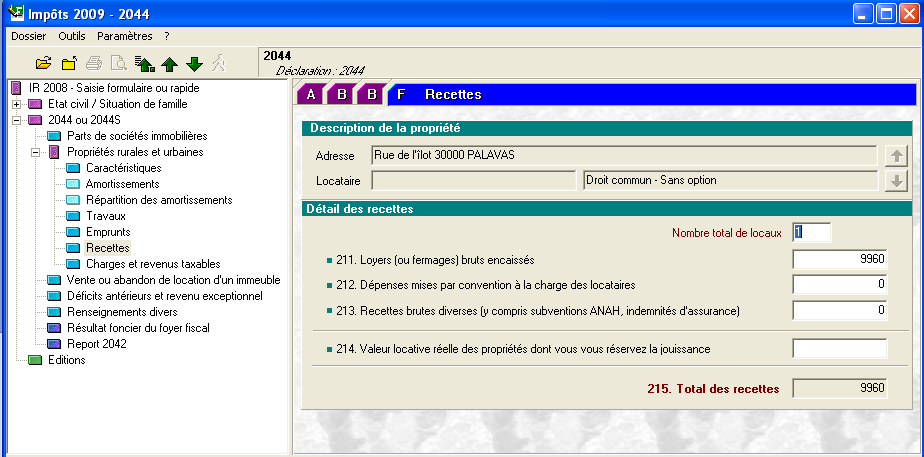 Impôts 2009 - 2044
Dossier Outils Paramètres ?
2044
Déclaration : 2044
IR 2008 - Saisie formulaire ou rapide
Etat civil / Situation de famille
2044 ou 2044S
Parts de sociétés immobilières
Propriétés rurales et urbaines
Caractéristiques
Amortissements
Répartition des amortissements
Travaux
Emprunts
Recettes
Charges et revenus taxables
Vente ou abandon de location d'un immeuble
Déficits antérieurs et revenu exceptionnel
Renseignements divers
Résultat foncier du foyer fiscal
Report 2042
Editions
A B B F Recettes
Description de la propriété
Adresse Rue de l'îlot 30000 PALAVAS
Locataire Droit commun - Sans option
Détail des recettes
Nombre total de locaux 1
211. Loyers (ou fermages) bruts encaissés 9960
212. Dépenses mises par convention à la charge des locataires 0
213. Recettes brutes diverses (y compris subventions ANAH, indemnités d'assurance) 0
214. Valeur locative réelle des propriétés dont vous vous réservez la jouissance
215. Total des recettes 9960